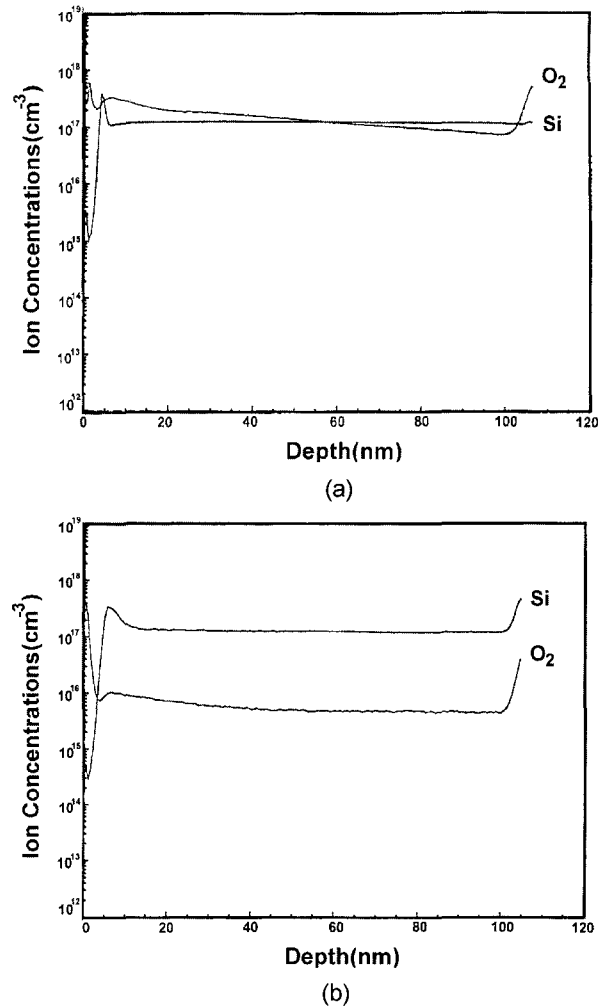 10^19
10^18
10^17
10^16
10^15
10^14
10^13
10^12
Ion Concentrations(cm^-3)
O₂
Si
0 20 40 60 80 100 120
Depth(nm)
(a)
10^19
10^18
10^17
10^16
10^15
10^14
10^13
10^12
Ion Concentrations(cm^-3)
Si
O₂
0 20 40 60 80 100 120
Depth(nm)
(b)